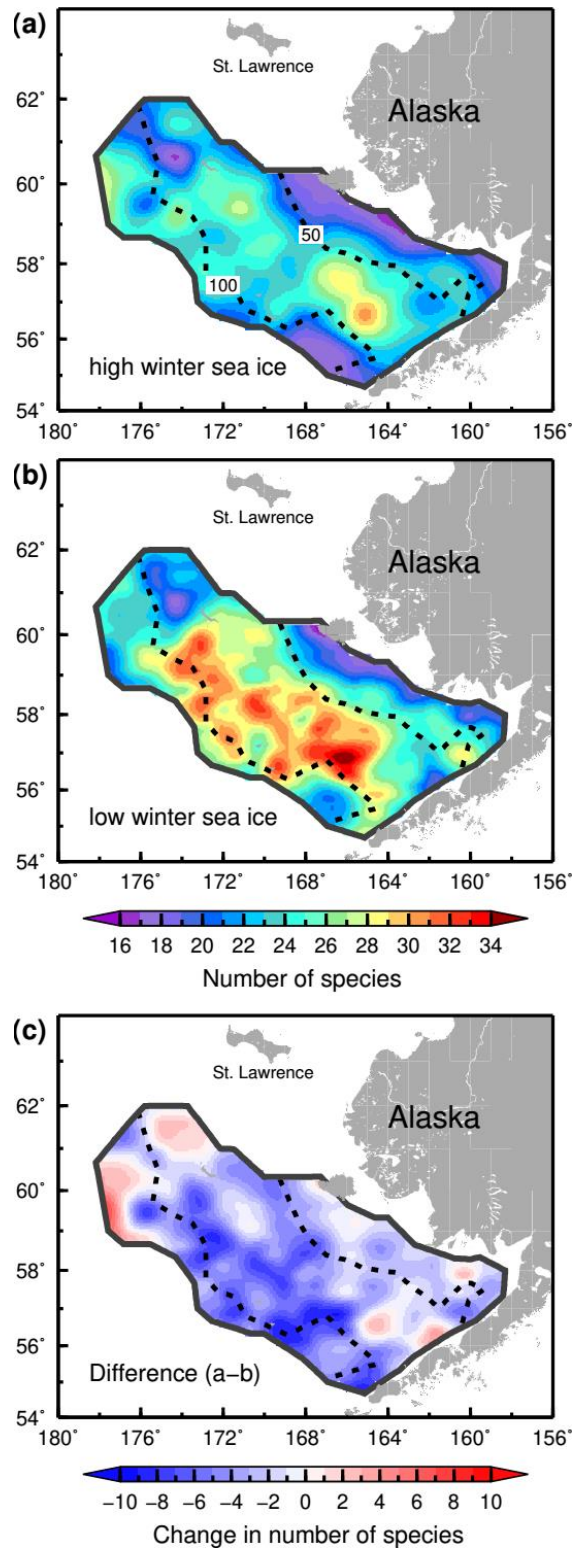 (a)
St. Lawrence
Alaska
62˚
60˚
58˚
56˚
54˚
50
100
high winter sea ice
180˚ 176˚ 172˚ 168˚ 164˚ 160˚ 156˚
(b)
St. Lawrence
Alaska
62˚
60˚
58˚
56˚
54˚
low winter sea ice
180˚ 176˚ 172˚ 168˚ 164˚ 160˚ 156˚
16 18 20 22 24 26 28 30 32 34
Number of species
(c)
St. Lawrence
Alaska
62˚
60˚
58˚
56˚
54˚
Difference (a−b)
180˚ 176˚ 172˚ 168˚ 164˚ 160˚ 156˚
−10 −8 −6 −4 −2 0 2 4 6 8 10
Change in number of species